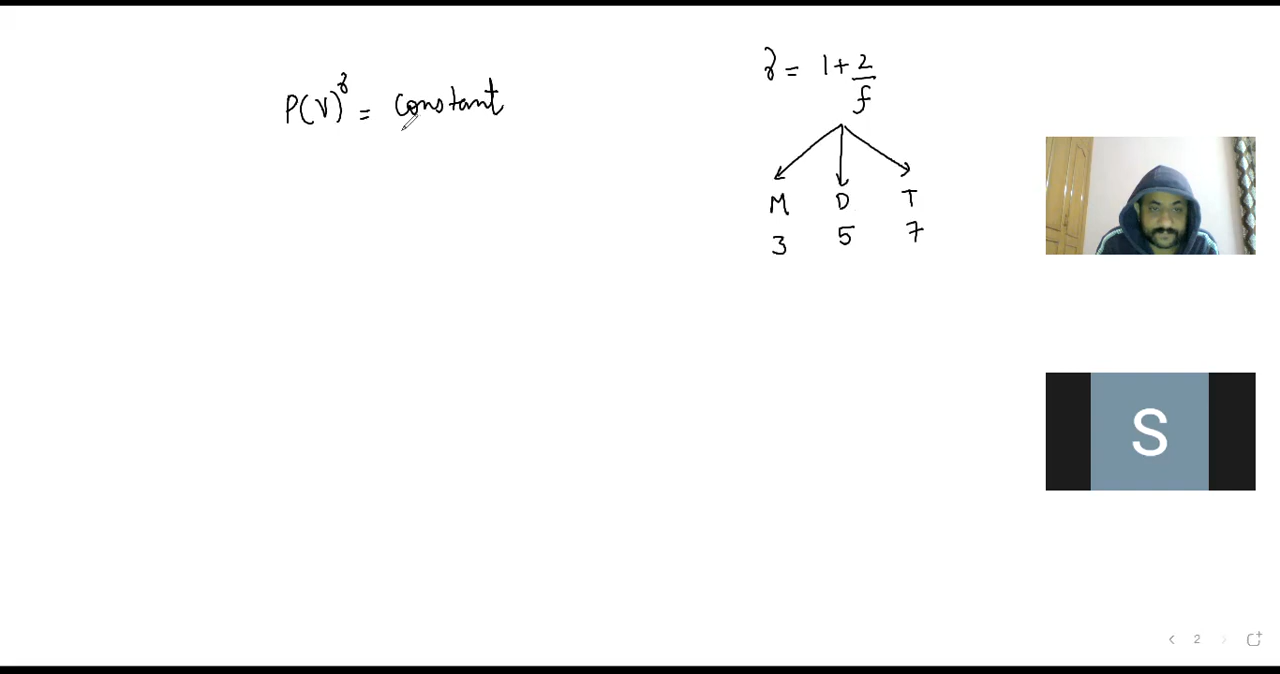 P(V)^γ = constant
γ = 1 + 2/f
M D T
3 5 7
S
< 2 >